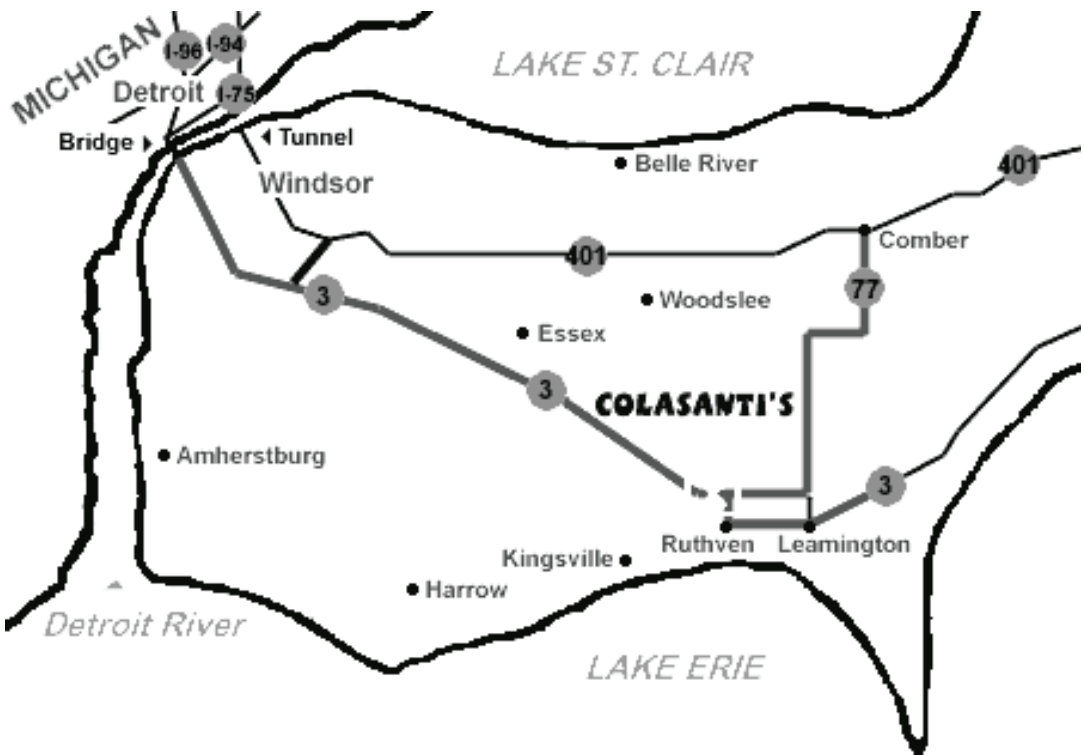 MICHIGAN
I-96
I-94
I-75
Detroit
LAKE ST. CLAIR
Bridge
Tunnel
Belle River
401
Windsor
Comber
401
77
3
Woodslee
Essex
3
COLASANTI'S
Amherstburg
3
Ruthven
Leamington
Kingsville
Harrow
Detroit River
LAKE ERIE